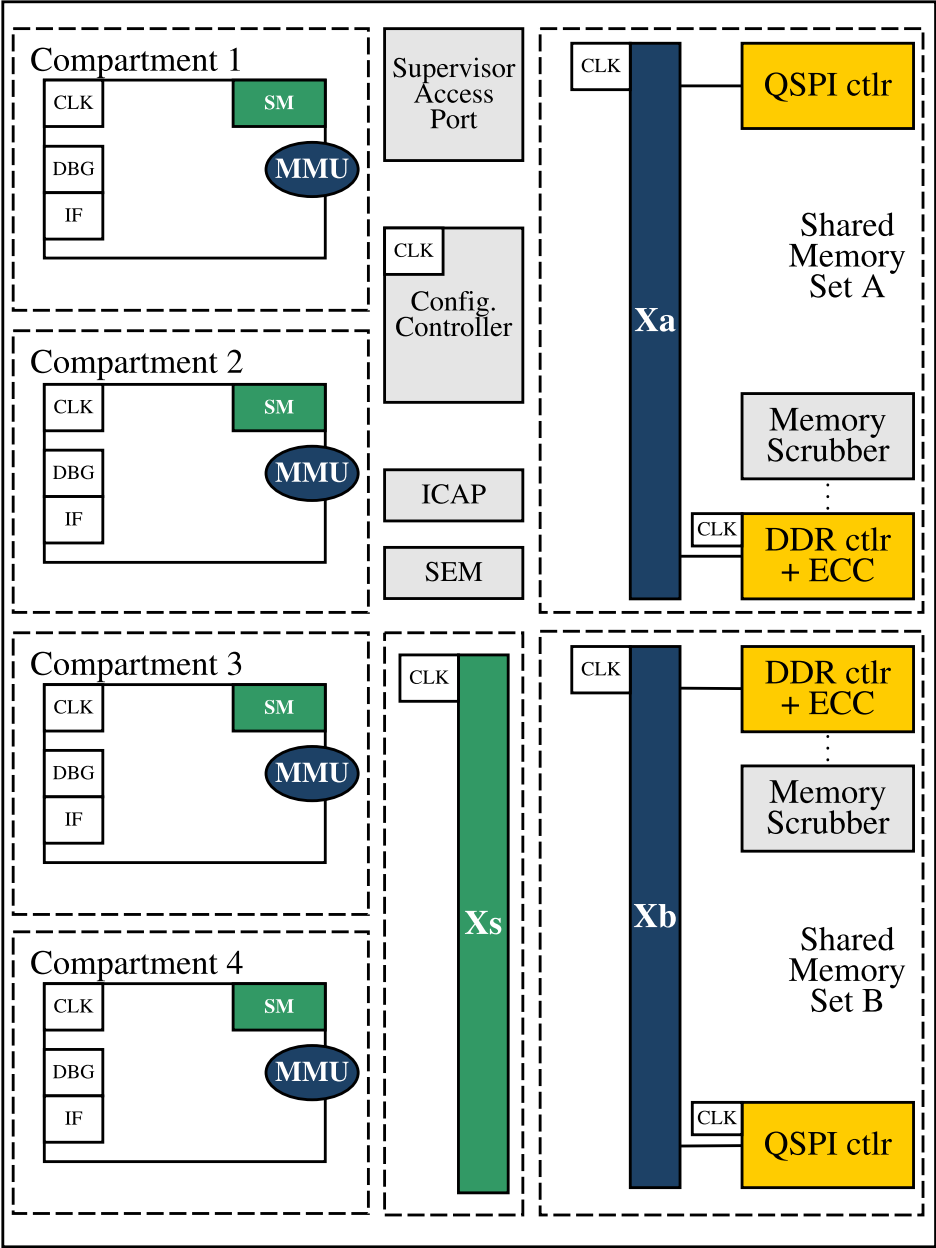 Compartment 1
CLK
SM
MMU
DBG
IF
Compartment 2
CLK
SM
MMU
DBG
IF
Compartment 3
CLK
SM
MMU
DBG
IF
Compartment 4
CLK
SM
MMU
DBG
IF
Supervisor
Access
Port
CLK
Config.
Controller
ICAP
SEM
CLK
Xs
CLK
Xa
QSPI ctlr
Shared
Memory
Set A
Memory
Scrubber
CLK
DDR ctlr
+ ECC
CLK
Xb
DDR ctlr
+ ECC
Memory
Scrubber
Shared
Memory
Set B
CLK
QSPI ctlr